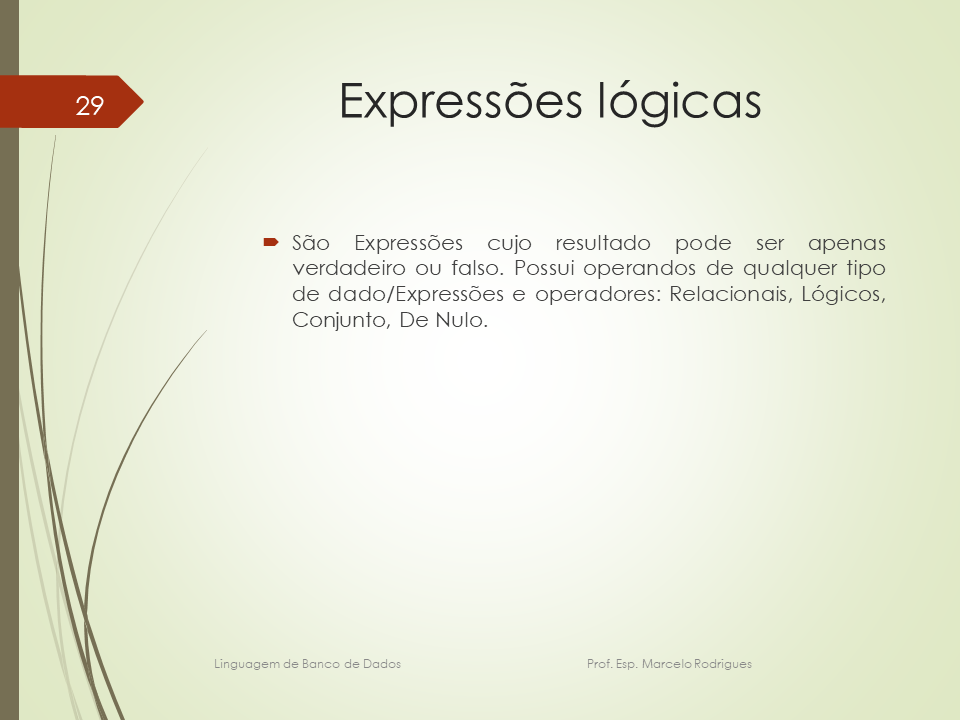 29
Expressões lógicas
São Expressões cujo resultado pode ser apenas
verdadeiro ou falso. Possui operandos de qualquer tipo
de dado/Expressões e operadores: Relacionais, Lógicos,
Conjunto, De Nulo.
Linguagem de Banco de Dados
Prof. Esp. Marcelo Rodrigues